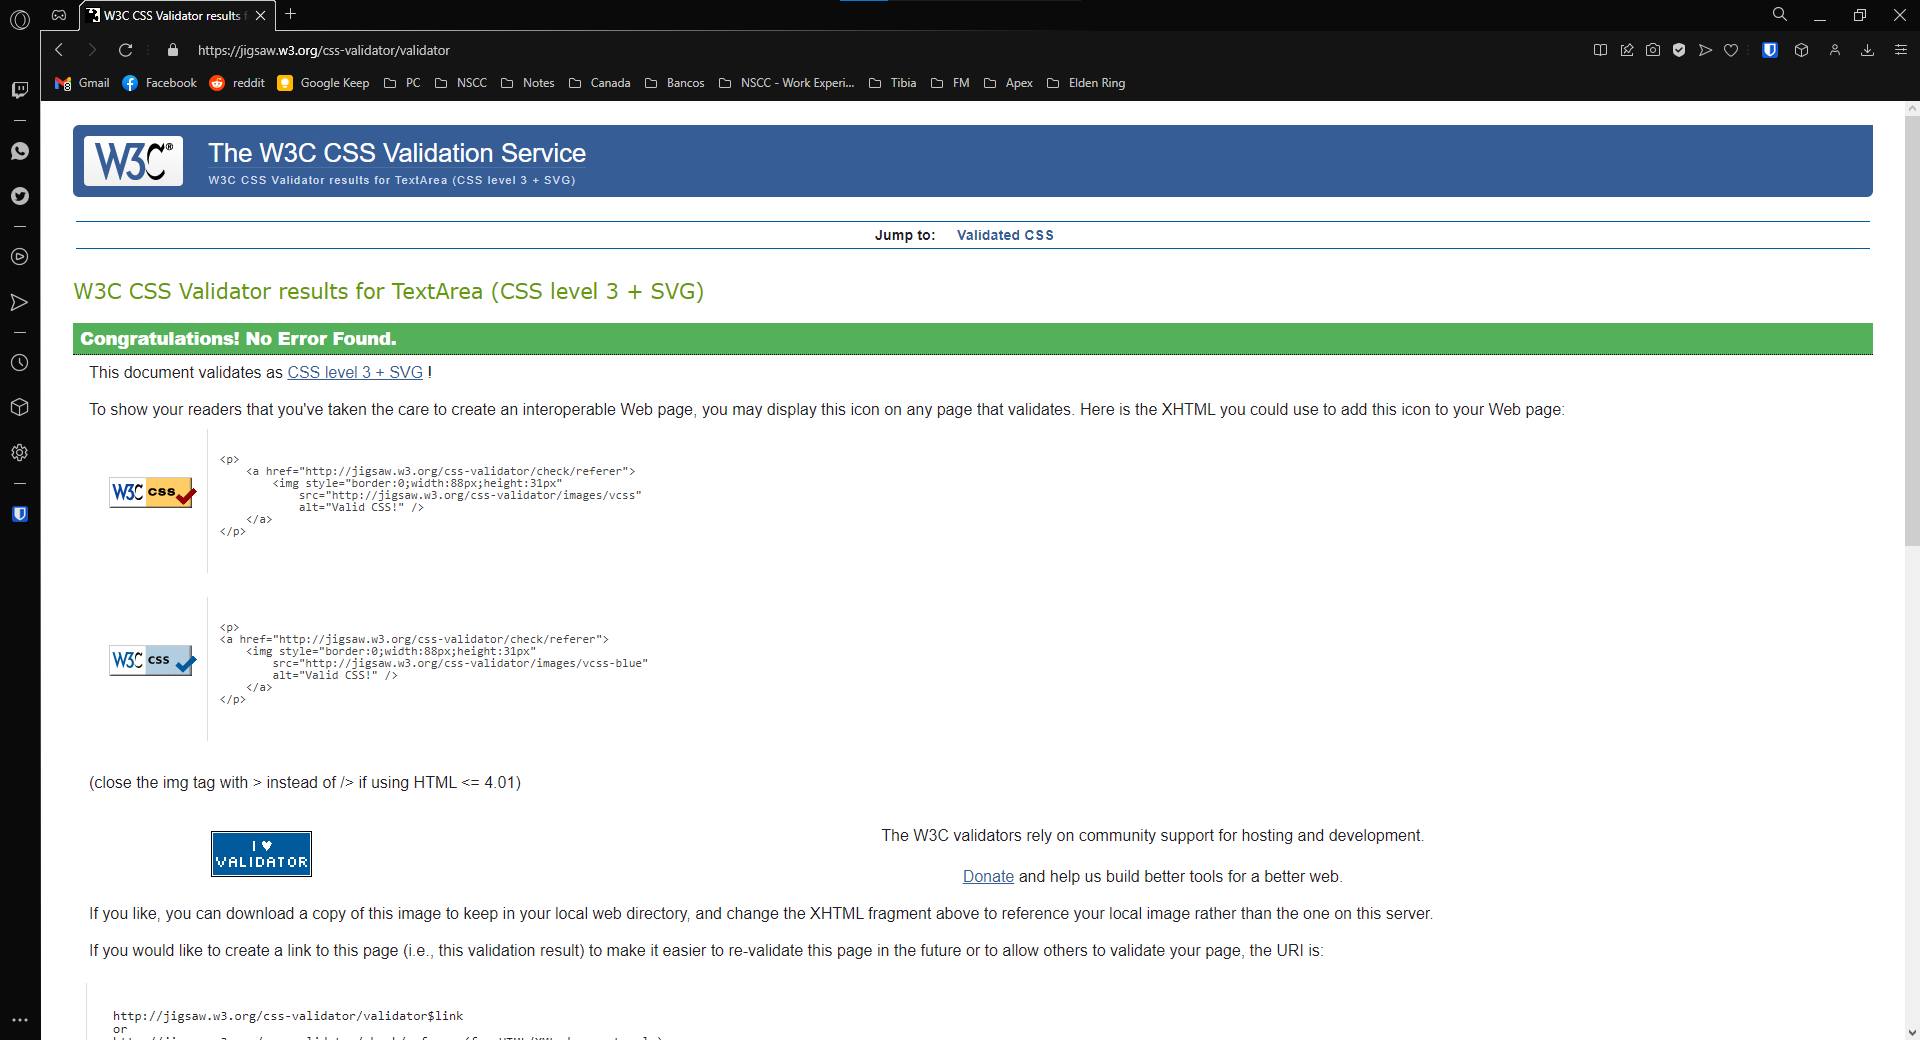 W3C CSS Validator results f
https://jigsaw.w3.org/css-validator/validator
Gmail Facebook reddit Google Keep PC NSCC Notes Canada Bancos NSCC - Work Experi... Tibia FM Apex Elden Ring
W3C® The W3C CSS Validation Service
W3C CSS Validator results for TextArea (CSS level 3 + SVG)
Jump to: Validated CSS
W3C CSS Validator results for TextArea (CSS level 3 + SVG)
Congratulations! No Error Found.
This document validates as CSS level 3 + SVG !
To show your readers that you've taken the care to create an interoperable Web page, you may display this icon on any page that validates. Here is the XHTML you could use to add this icon to your Web page:
W3C css
<p>
<a href="http://jigsaw.w3.org/css-validator/check/referer">
<img style="border:0;width:88px;height:31px"
src="http://jigsaw.w3.org/css-validator/images/vcss"
alt="Valid CSS!" />
</a>
</p>
W3C css
<p>
<a href="http://jigsaw.w3.org/css-validator/check/referer">
<img style="border:0;width:88px;height:31px"
src="http://jigsaw.w3.org/css-validator/images/vcss-blue"
alt="Valid CSS!" />
</a>
</p>
(close the img tag with > instead of /> if using HTML <= 4.01)
I ♥
VALIDATOR
The W3C validators rely on community support for hosting and development.
Donate and help us build better tools for a better web.
If you like, you can download a copy of this image to keep in your local web directory, and change the XHTML fragment above to reference your local image rather than the one on this server.
If you would like to create a link to this page (i.e., this validation result) to make it easier to re-validate this page in the future or to allow others to validate your page, the URI is:
http://jigsaw.w3.org/css-validator/validator$link
or